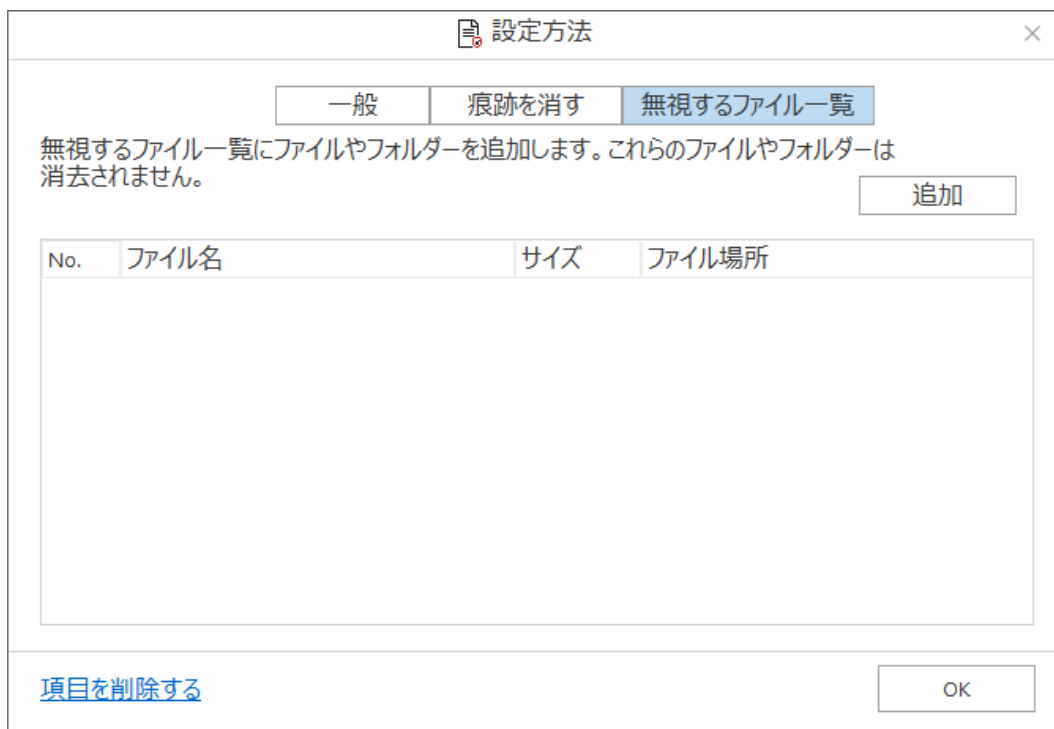 設定方法
一般 痕跡を消す 無視するファイル一覧
無視するファイル一覧にファイルやフォルダーを追加します。これらのファイルやフォルダーは
消去されません。
追加
No. ファイル名 サイズ ファイル場所
項目を削除する OK